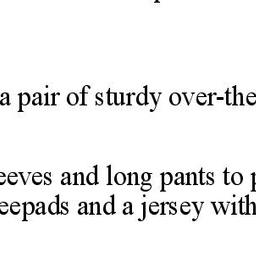 a pair of sturdy over-the
eeves and long pants to p
eepads and a jersey with